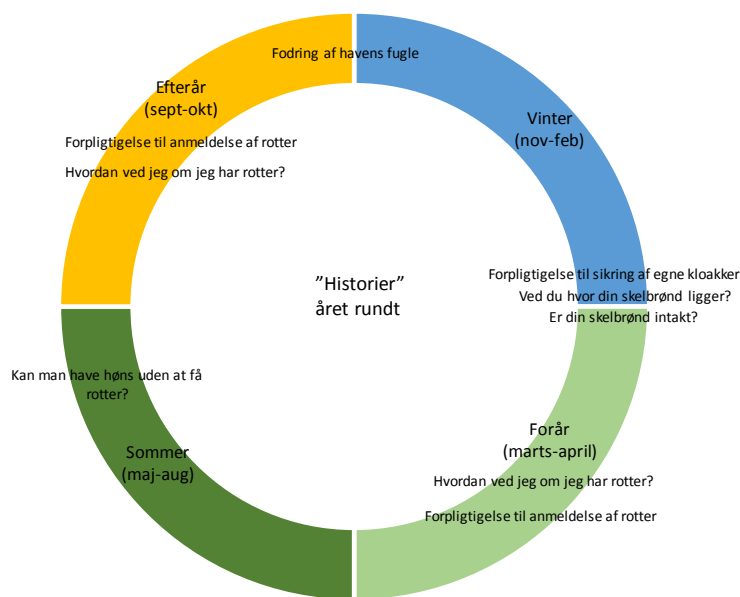 Fodring af havens fugle
Efterår
(sept-okt)
Vinter
(nov-feb)
Forpligtigelse til anmeldelse af rotter
Hvordan ved jeg om jeg har rotter?
”Historier”
året rundt
Forpligtigelse til sikring af egne kloakker
Ved du hvor din skelbrønd ligger?
Er din skelbrønd intakt?
Kan man have høns uden at få
rotter?
Sommer
(maj-aug)
Forår
(marts-april)
Hvordan ved jeg om jeg har rotter?
Forpligtigelse til anmeldelse af rotter